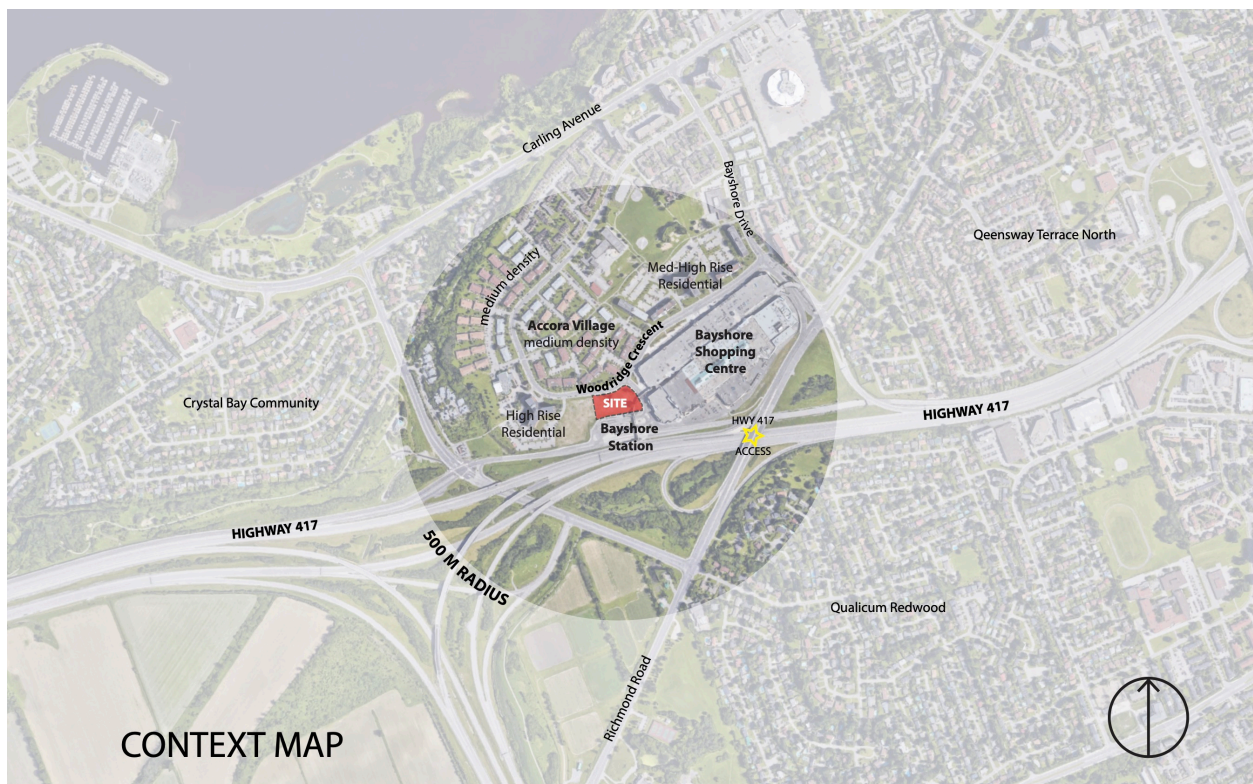 Carling Avenue
Bayshore Drive
Qeensway Terrace North
medium density
Med-High Rise
Residential
Accora Village
medium density
Woodridge Crescent
Bayshore
Shopping
Centre
SITE
Crystal Bay Community
High Rise
Residential
Bayshore
Station
HWY 417
ACCESS
HIGHWAY 417
HIGHWAY 417
500 M RADIUS
Qualicum Redwood
Richmond Road
CONTEXT MAP